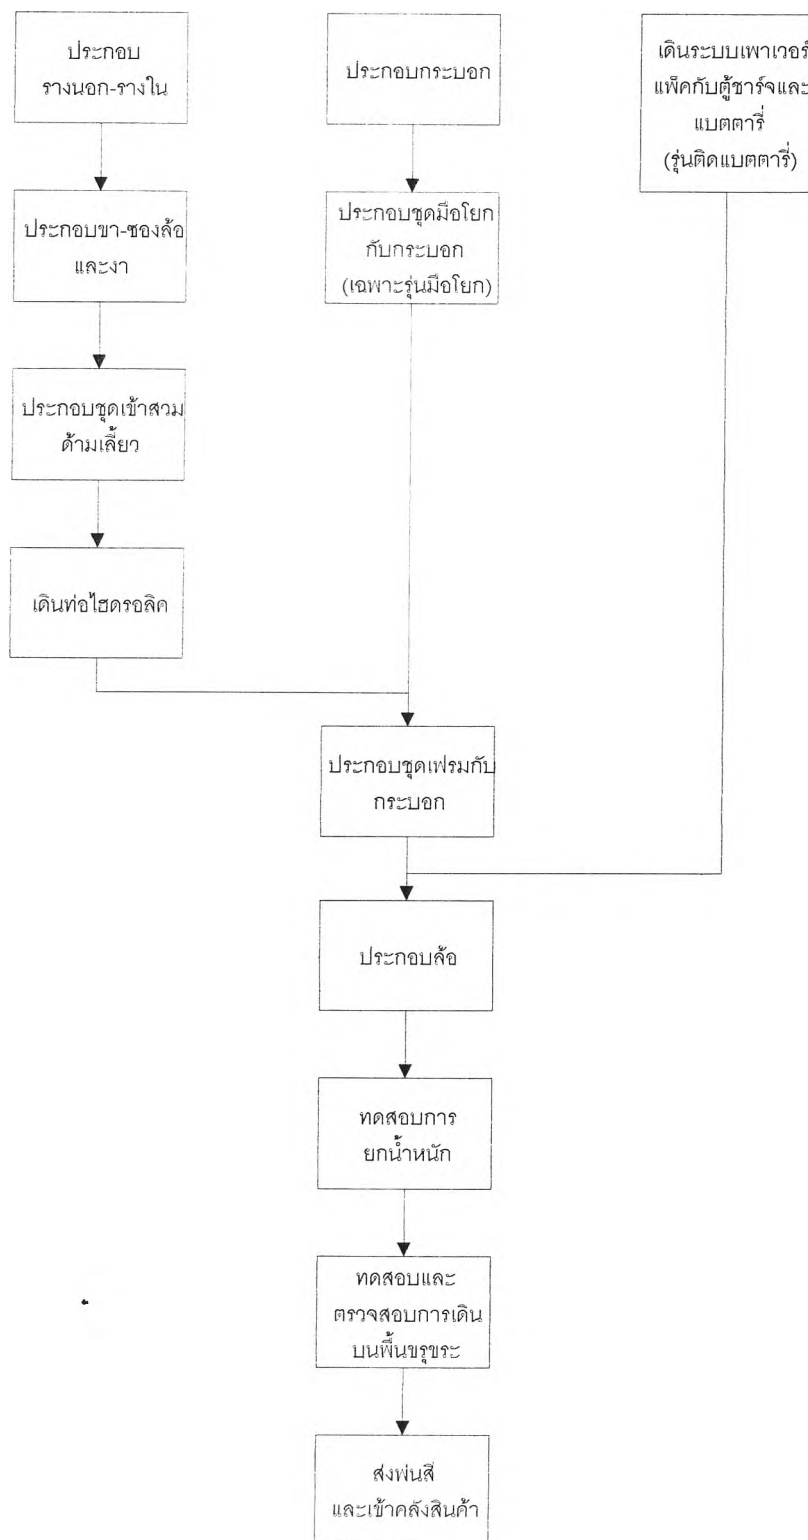 ประกอบ
รางนอก-รางใน
ประกอบขา-ซองล้อ
และงา
ประกอบชุดเข้าสวม
ด้ามเลี้ยว
เดินท่อไฮดรอลิค
ประกอบกระบอก
ประกอบชุดมือโยก
กับกระบอก
(เฉพาะรุ่นมือโยก)
เดินระบบเพาเวอร์
แพ็คกับตู้ชาร์จและ
แบตตารี่
(รุ่นติดแบตตารี่)
ประกอบชุดเฟรมกับ
กระบอก
ประกอบล้อ
ทดสอบการ
ยกน้ำหนัก
ทดสอบและ
ตรวจสอบการเดิน
บนพื้นขรุขระ
ส่งพ่นสี
และเข้าคลังสินค้า